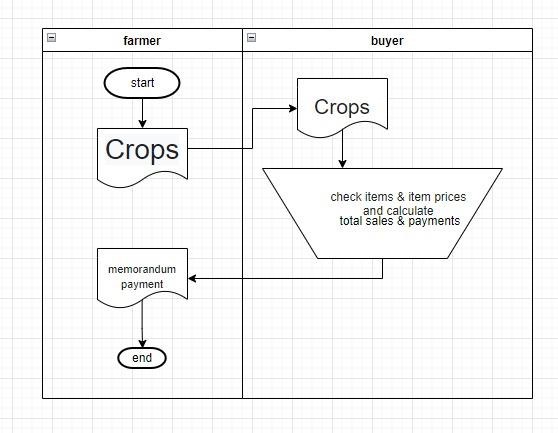 farmer
buyer
start
Crops
Crops
check items & item prices
and calculate
total sales & payments
memorandum
payment
end